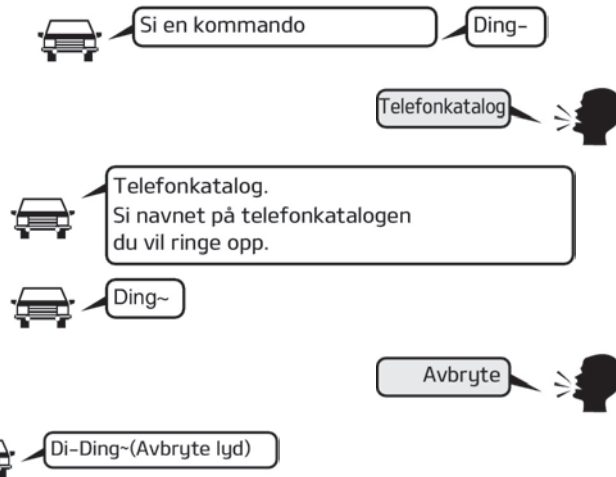 Si en kommando
Ding-
Telefonkatalog
Telefonkatalog.
Si navnet på telefonkatalogen
du vil ringe opp.
Ding~
Avbryte
Di-Ding~(Avbryte lyd)